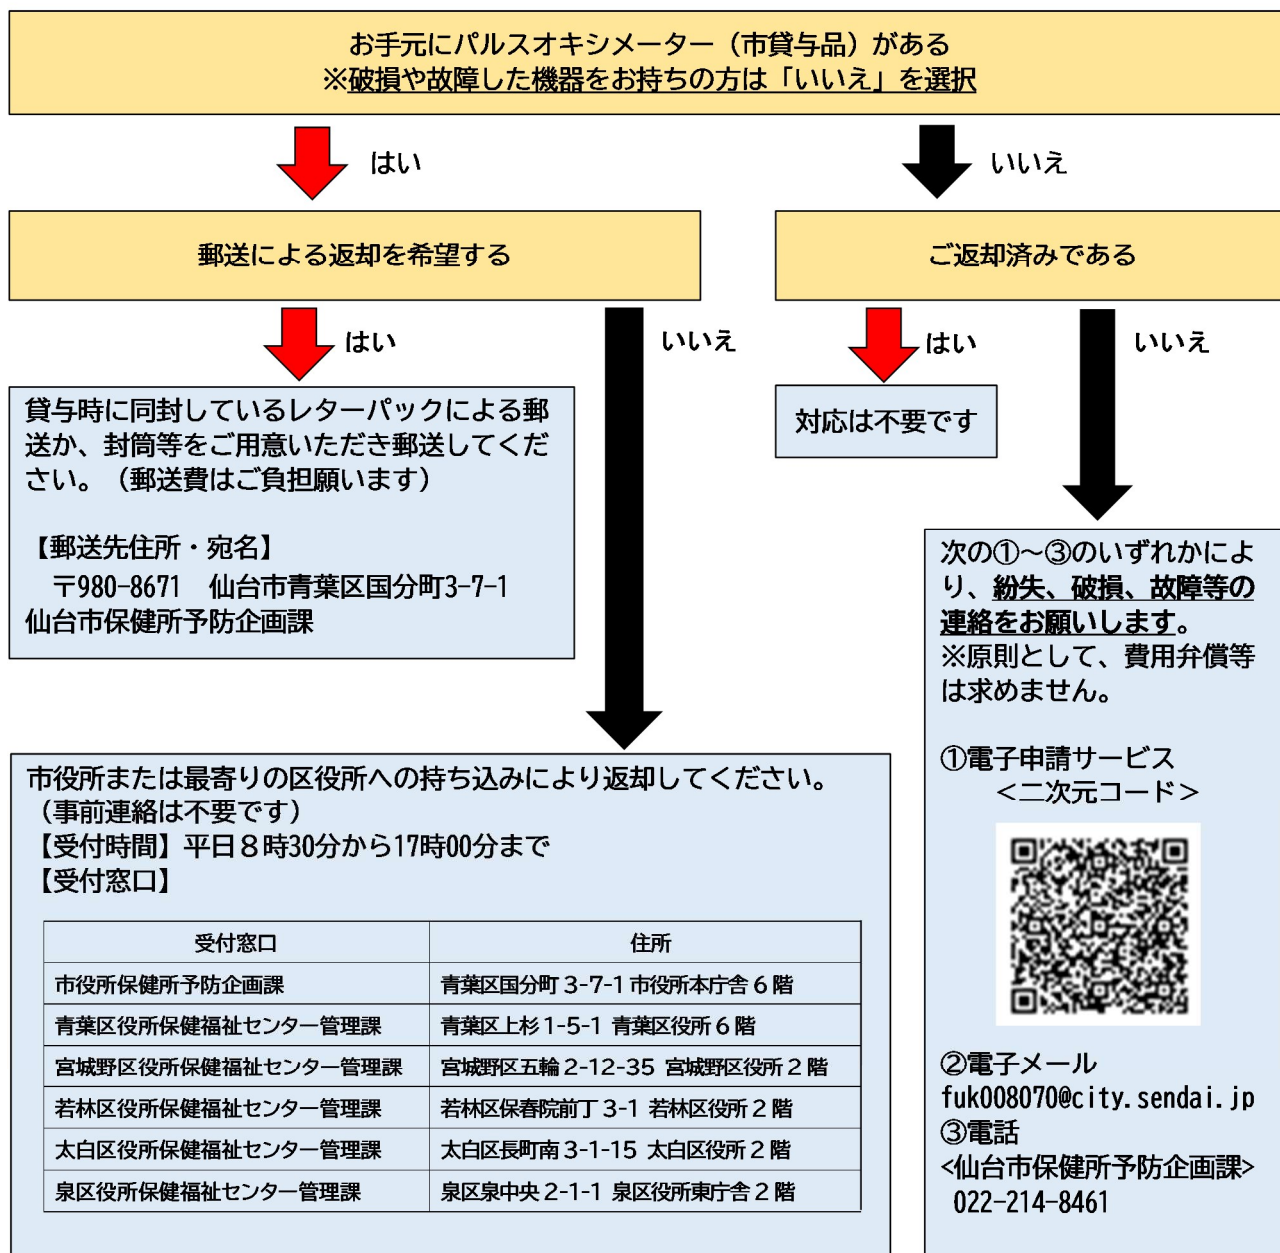 お手元にパルスオキシメーター（市貸与品）がある
※破損や故障した機器をお持ちの方は「いいえ」を選択
はい
いいえ
郵送による返却を希望する
ご返却済みである
はい
いいえ
はい
いいえ
貸与時に同封しているレターパックによる郵
送か、封筒等をご用意いただき郵送してくだ
さい。（郵送費はご負担願います）
【郵送先住所・宛名】
〒980-8671　仙台市青葉区国分町3-7-1
仙台市保健所予防企画課
対応は不要です
市役所または最寄りの区役所への持ち込みにより返却してください。
（事前連絡は不要です）
【受付時間】平日８時30分から17時00分まで
【受付窓口】
受付窓口　住所
市役所保健所予防企画課　青葉区国分町 3-7-1 市役所本庁舎 6 階
青葉区役所保健福祉センター管理課　青葉区上杉 1-5-1 青葉区役所 6 階
宮城野区役所保健福祉センター管理課　宮城野区五輪 2-12-35 宮城野区役所 2 階
若林区役所保健福祉センター管理課　若林区保春院前丁 3-1 若林区役所 2 階
太白区役所保健福祉センター管理課　太白区長町南 3-1-15 太白区役所 2 階
泉区役所保健福祉センター管理課　泉区泉中央 2-1-1 泉区役所東庁舎 2 階
次の①～③のいずれかによ
り、紛失、破損、故障等の
連絡をお願いします。
※原則として、費用弁償等
は求めません。
①電子申請サービス
＜二次元コード＞
②電子メール
fuk008070@city.sendai.jp
③電話
<仙台市保健所予防企画課>
022-214-8461